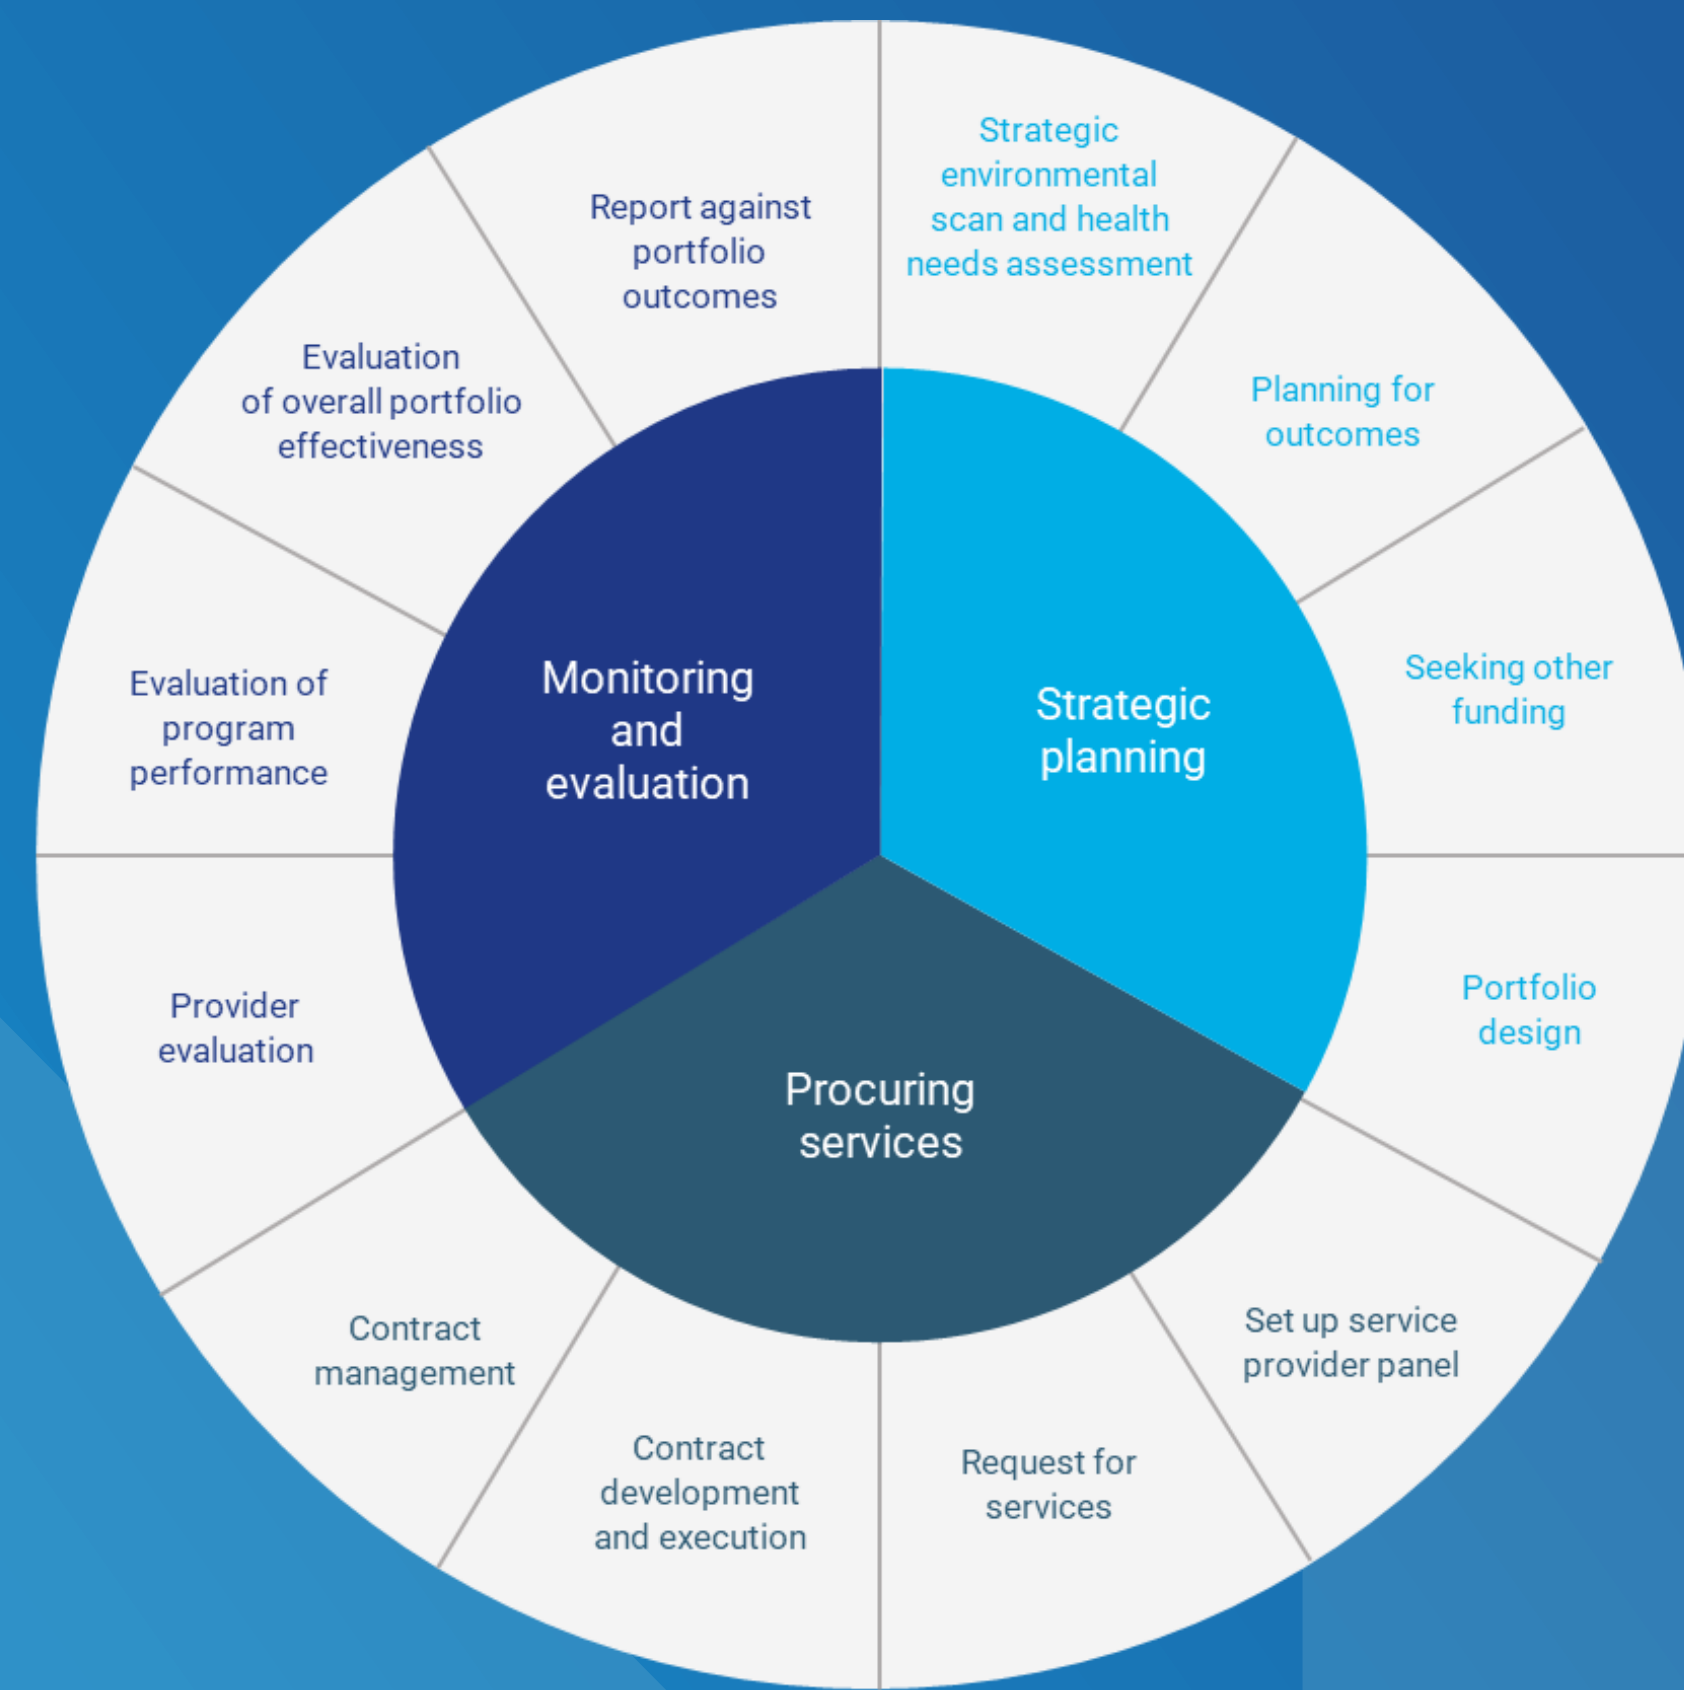 Strategic
environmental
scan and health
needs assessment
Planning for
outcomes
Seeking other
funding
Portfolio
design
Set up service
provider panel
Request for
services
Contract
development
and execution
Contract
management
Provider
evaluation
Evaluation of
program
performance
Evaluation
of overall portfolio
effectiveness
Report against
portfolio
outcomes
Strategic
planning
Procuring
services
Monitoring
and
evaluation